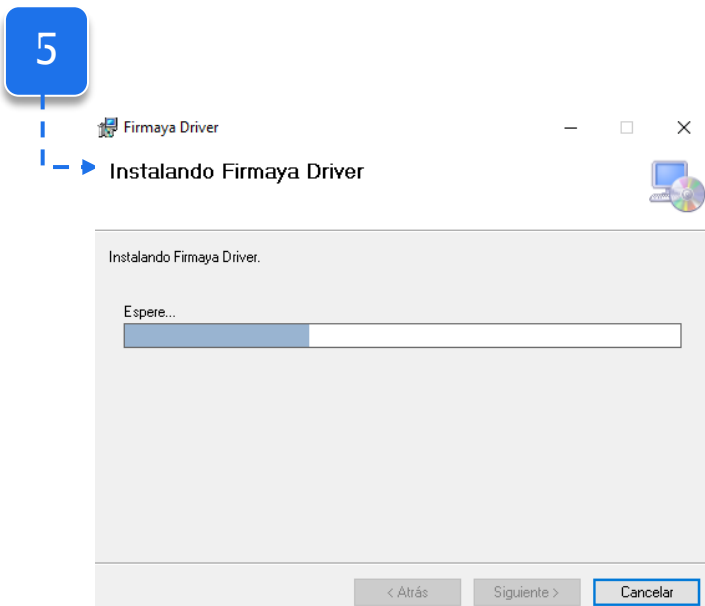 5
Firmaya Driver
Instalando Firmaya Driver
Instalando Firmaya Driver.
Espere...
< Atrás
Siguiente >
Cancelar